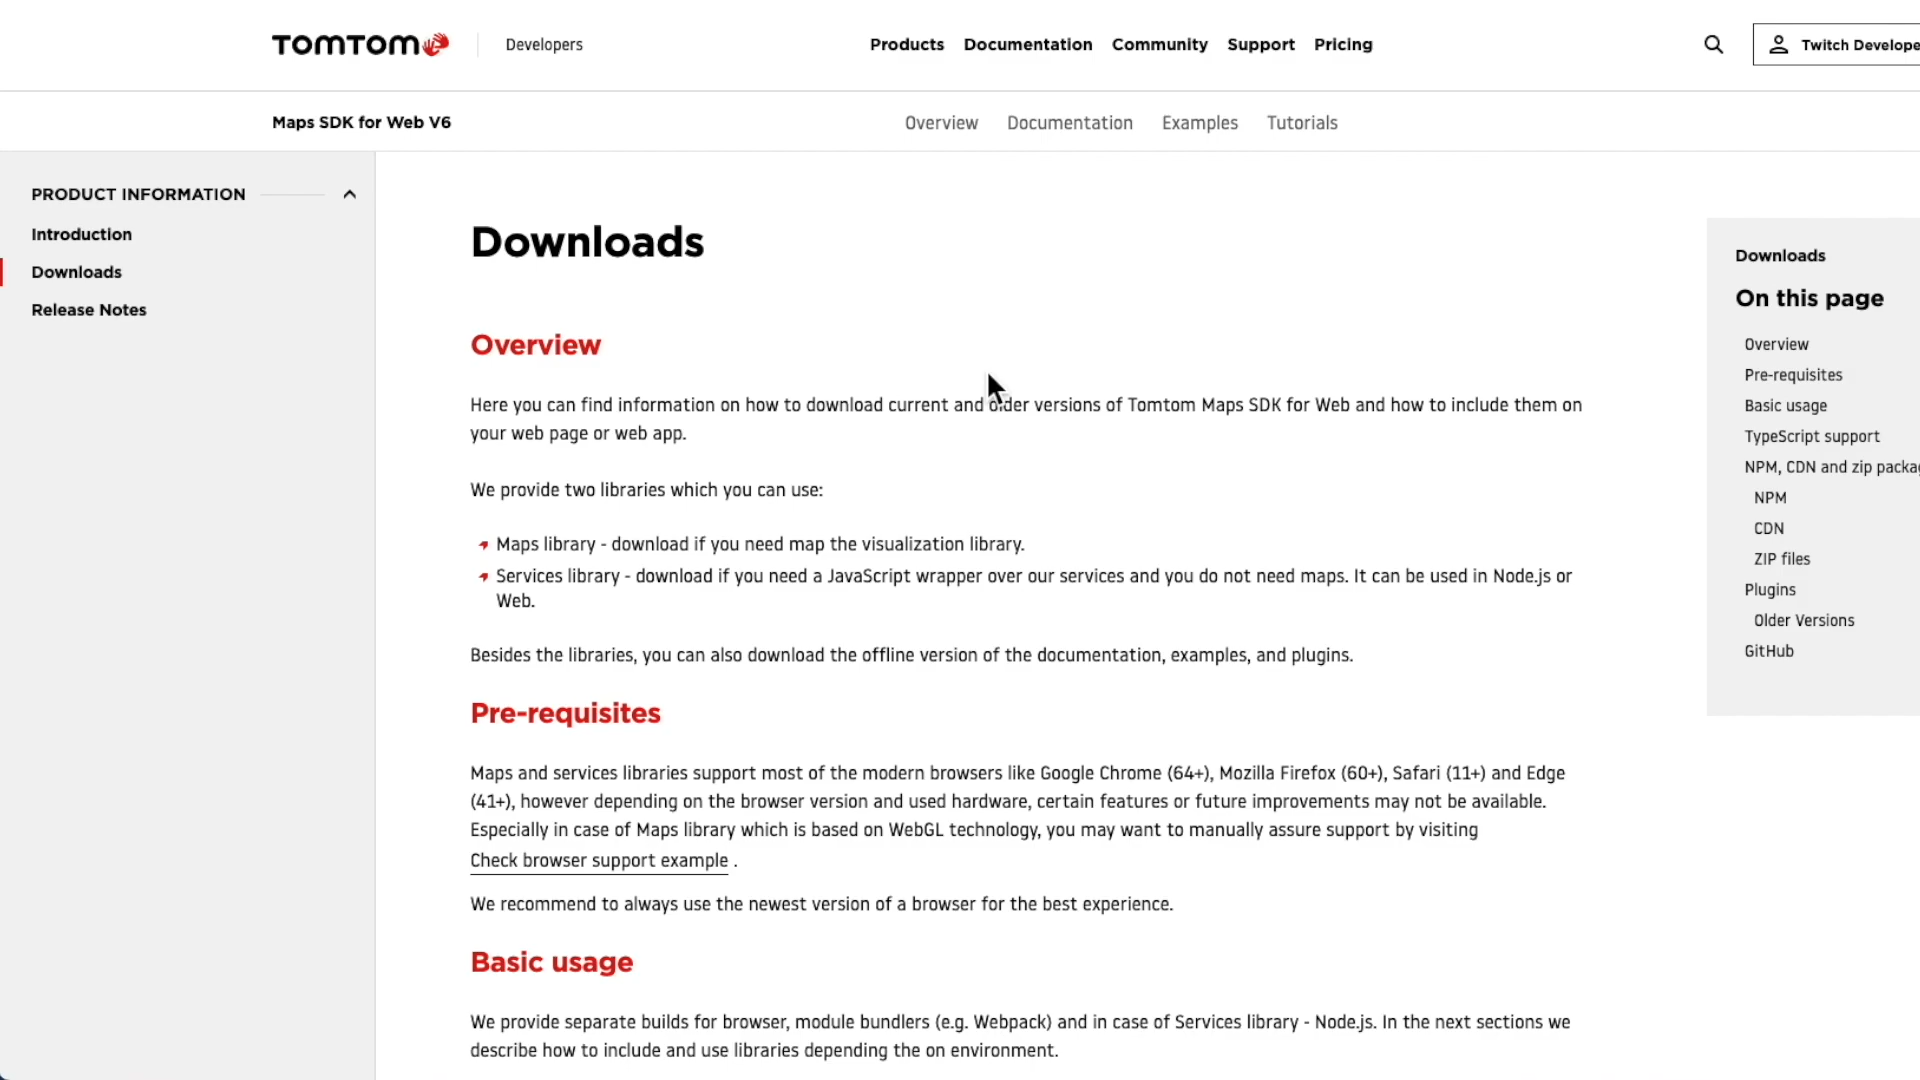 TOMTOM
Developers
Products Documentation Community Support Pricing
Twitch Develope
Maps SDK for Web V6
Overview Documentation Examples Tutorials
PRODUCT INFORMATION
Introduction
Downloads
Release Notes
Downloads
Overview
Here you can find information on how to download current and older versions of Tomtom Maps SDK for Web and how to include them on
your web page or web app.
We provide two libraries which you can use:
Maps library - download if you need map the visualization library.
Services library - download if you need a JavaScript wrapper over our services and you do not need maps. It can be used in Node.js or
Web.
Besides the libraries, you can also download the offline version of the documentation, examples, and plugins.
Pre-requisites
Maps and services libraries support most of the modern browsers like Google Chrome (64+), Mozilla Firefox (60+), Safari (11+) and Edge
(41+), however depending on the browser version and used hardware, certain features or future improvements may not be available.
Especially in case of Maps library which is based on WebGL technology, you may want to manually assure support by visiting
Check browser support example .
We recommend to always use the newest version of a browser for the best experience.
Basic usage
We provide separate builds for browser, module bundlers (e.g. Webpack) and in case of Services library - Node.js. In the next sections we
describe how to include and use libraries depending the on environment.
Downloads
On this page
Overview
Pre-requisites
Basic usage
TypeScript support
NPM, CDN and zip packag
NPM
CDN
ZIP files
Plugins
Older Versions
GitHub